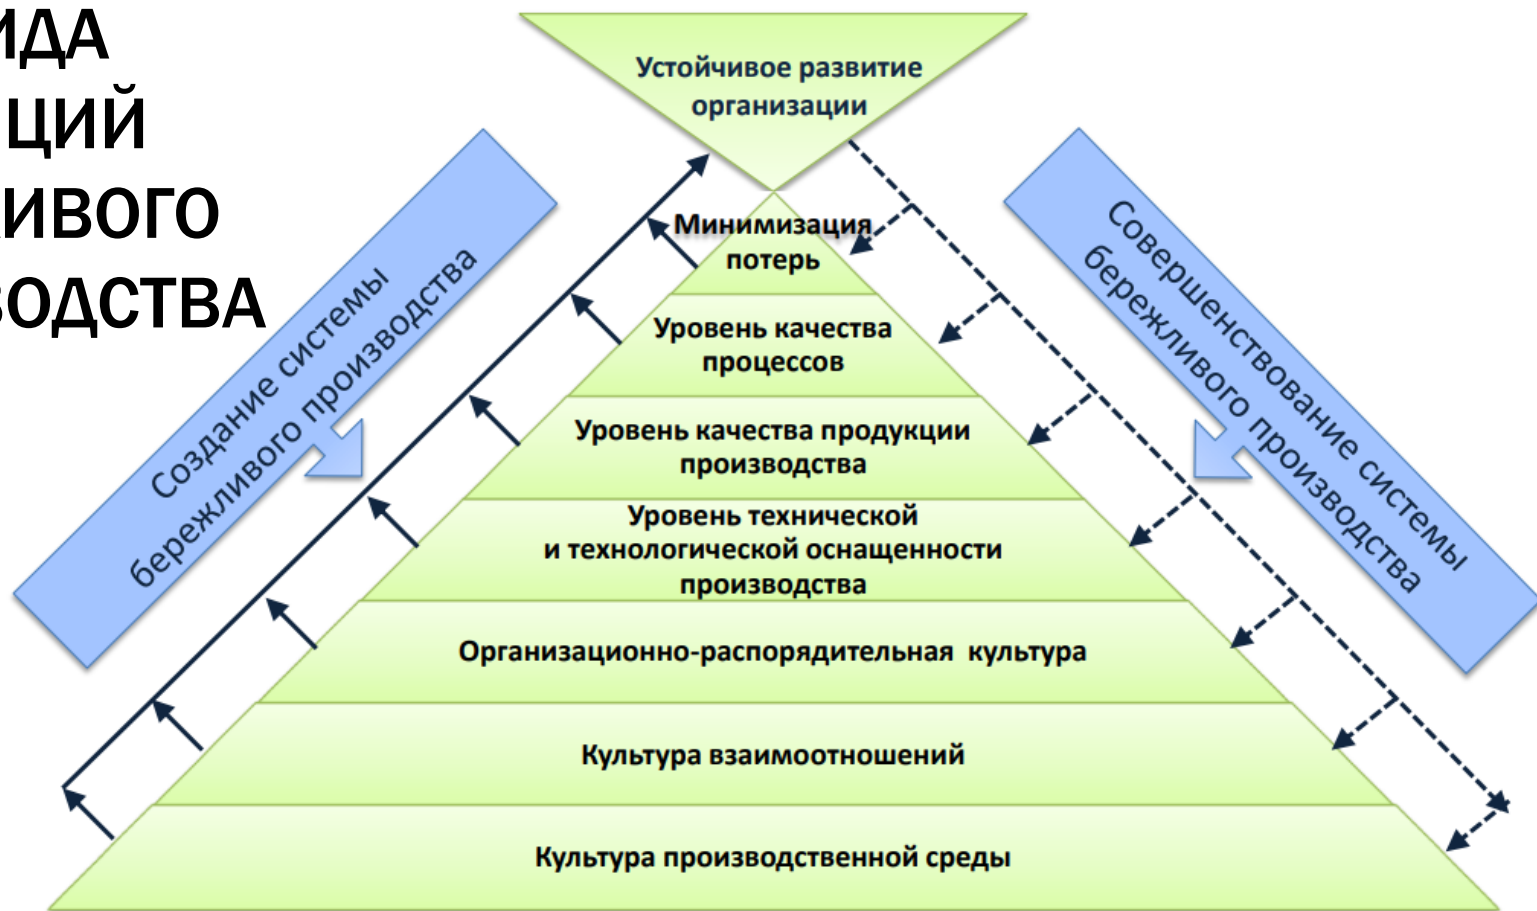 ИДА
ЦИЙ
ИВОГО
ВОДСТВА
Устойчивое развитие
организации
Создание системы
бережливого производства
Совершенствование системы
бережливого производства
Минимизация
потерь
Уровень качества
процессов
Уровень качества продукции
производства
Уровень технической
и технологической оснащенности
производства
Организационно-распорядительная культура
Культура взаимоотношений
Культура производственной среды